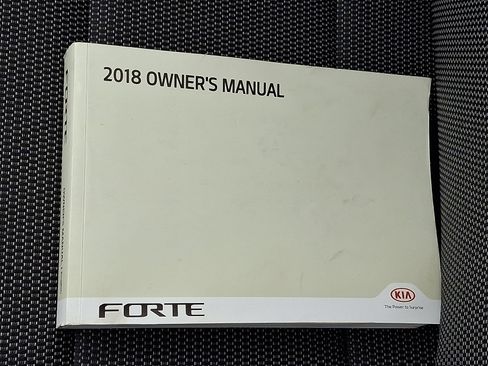 2018 OWNER'S MANUAL
FORTE
KIA
The Power to Surprise